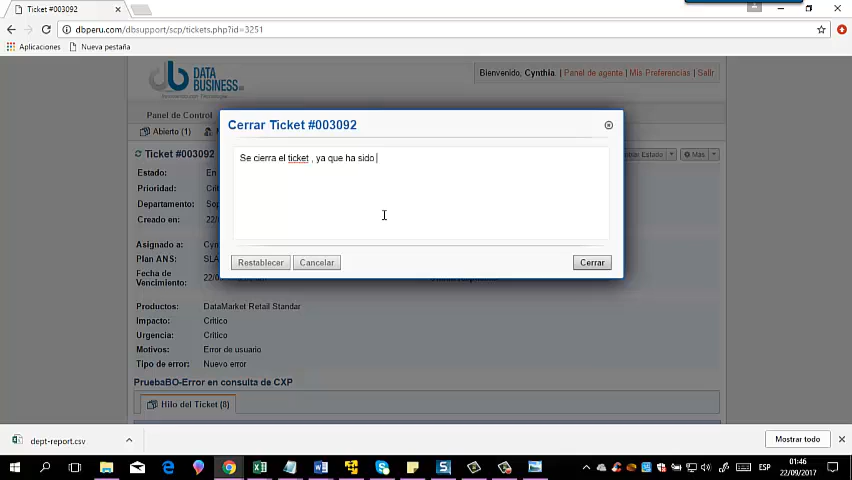 Ticket #003092
dbperu.com/dbsupport/scp/tickets.php?id=3251
Aplicaciones
Nueva pestaña
DATA
BUSINESS
Bienvenido, Cynthia. | Panel de agente | Mis Preferencias | Salir
Panel de Control
Abierto (1)
Cerrar Ticket #003092
Ticket #003092
Más
Se cierra el ticket , ya que ha sido
Estado:
En
Prioridad:
Departamento:
Creado en:
Asignado a:
Plan ANS:
SLA
Restablecer
Cancelar
Cerrar
Fecha de
Vencimiento:
Productos: DataMarket Retail Standar
Impacto: Crítico
Urgencia: Crítico
Motivos: Error de usuario
Tipo de error: Nuevo error
PruebaBO-Error en consulta de CXP
Hilo del Ticket (8)
dept-report.csv
Mostrar todo
ESP
01:46
22/09/2017